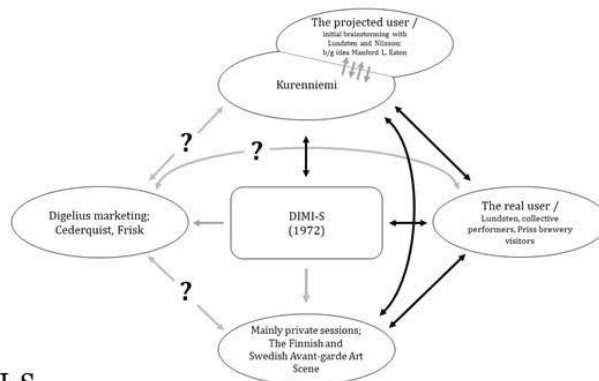 The projected user /
initial brainstorming with
Lundsten and Nilsson;
b/g idea Manford L. Eaton
Kurenniemi
?
?
Digelius marketing;
Cederquist, Frisk
DIMI-S
(1972)
The real user /
Lundsten, collective
performers, Priss brewery
visitors
?
Mainly private sessions;
The Finnish and
Swedish Avant-garde Art
Scene